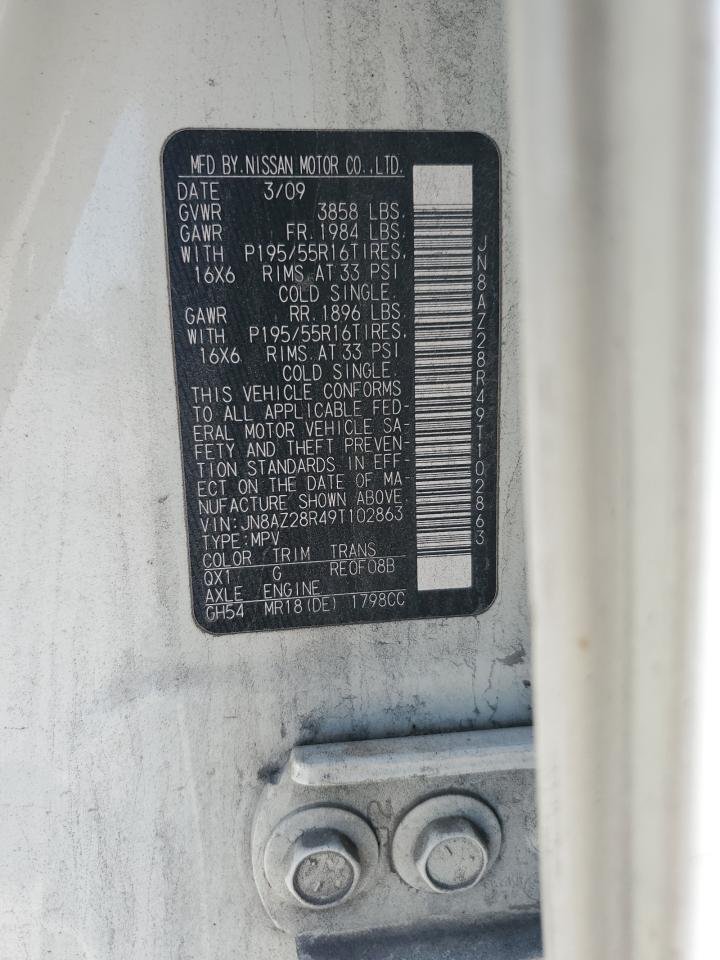 MFD BY.NISSAN MOTOR CO.,LTD.
DATE 3/09
GVWR 3858 LBS.
GAWR FR.1984 LBS.
WITH P195/55R16TIRES,
16X6 RIMS.AT 33 PSI
COLD SINGLE.
GAWR RR.1896 LBS.
WITH P195/55R16TIRES,
16X6 RIMS.AT 33 PSI
COLD SINGLE.
THIS VEHICLE CONFORMS
TO ALL APPLICABLE FED-
ERAL MOTOR VEHICLE SA-
FETY AND THEFT PREVEN-
TION STANDARDS IN EFF-
ECT ON THE DATE OF MA-
NUFACTURE SHOWN ABOVE.
VIN:JN8AZ28R49T102863
TYPE:MPV
COLOR TRIM TRANS
QX1 G RE0F08B
AXLE ENGINE
GH54 MR18(DE) 1798CC
JN8AZ28R49T102863